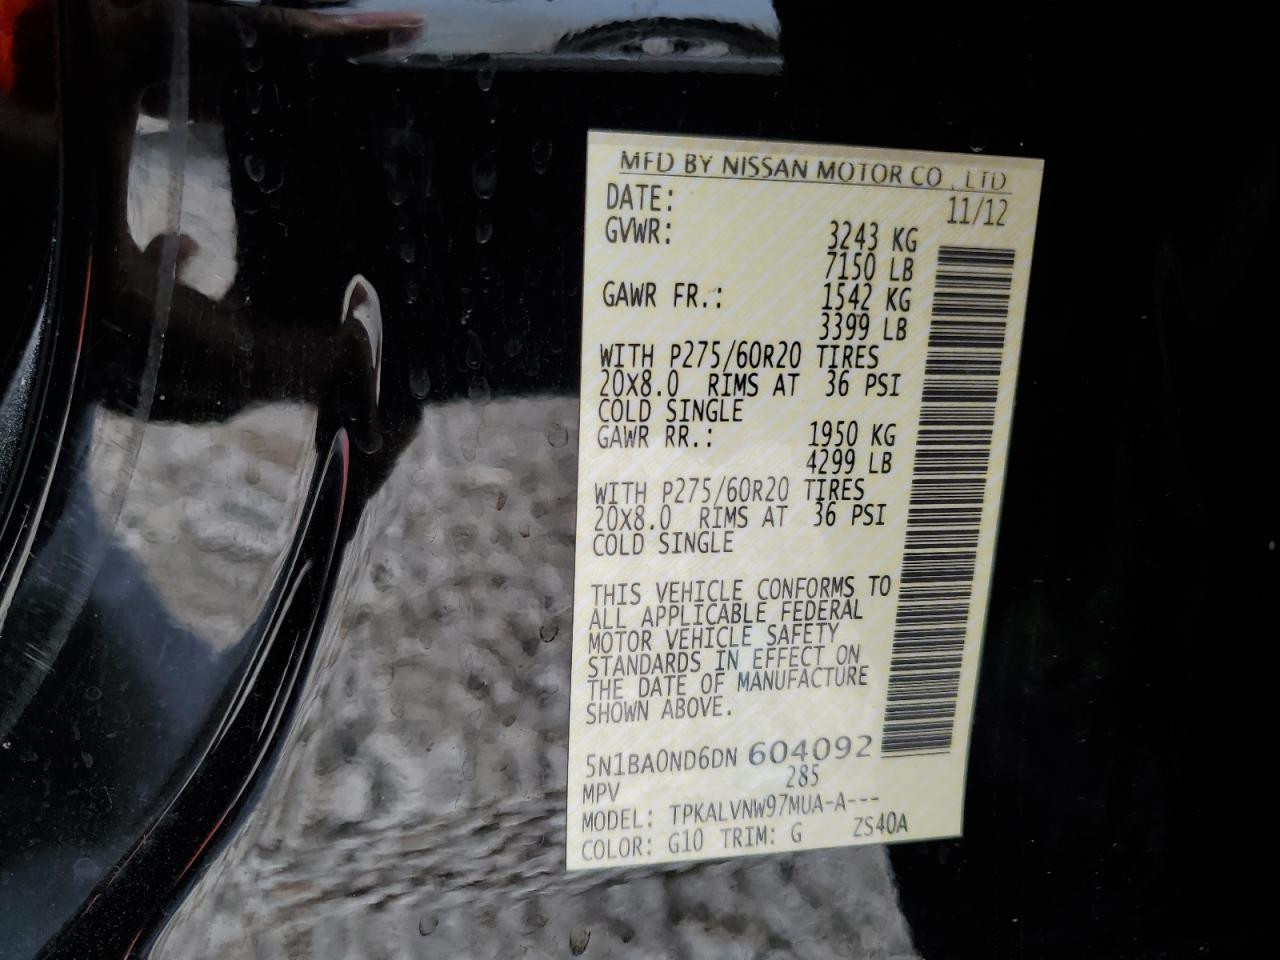 MFD BY NISSAN MOTOR CO., LTD
DATE: 11/12
GVWR: 3243 KG
7150 LB
GAWR FR.: 1542 KG
3399 LB
WITH P275/60R20 TIRES
20X8.0 RIMS AT 36 PSI
COLD SINGLE
GAWR RR.: 1950 KG
4299 LB
WITH P275/60R20 TIRES
20X8.0 RIMS AT 36 PSI
COLD SINGLE
THIS VEHICLE CONFORMS TO
ALL APPLICABLE FEDERAL
MOTOR VEHICLE SAFETY
STANDARDS IN EFFECT ON
THE DATE OF MANUFACTURE
SHOWN ABOVE.
5N1BA0ND6DN 604092
MPV 285
MODEL: TPKALVNW97MUA-A---
COLOR: G10 TRIM: G ZS40A